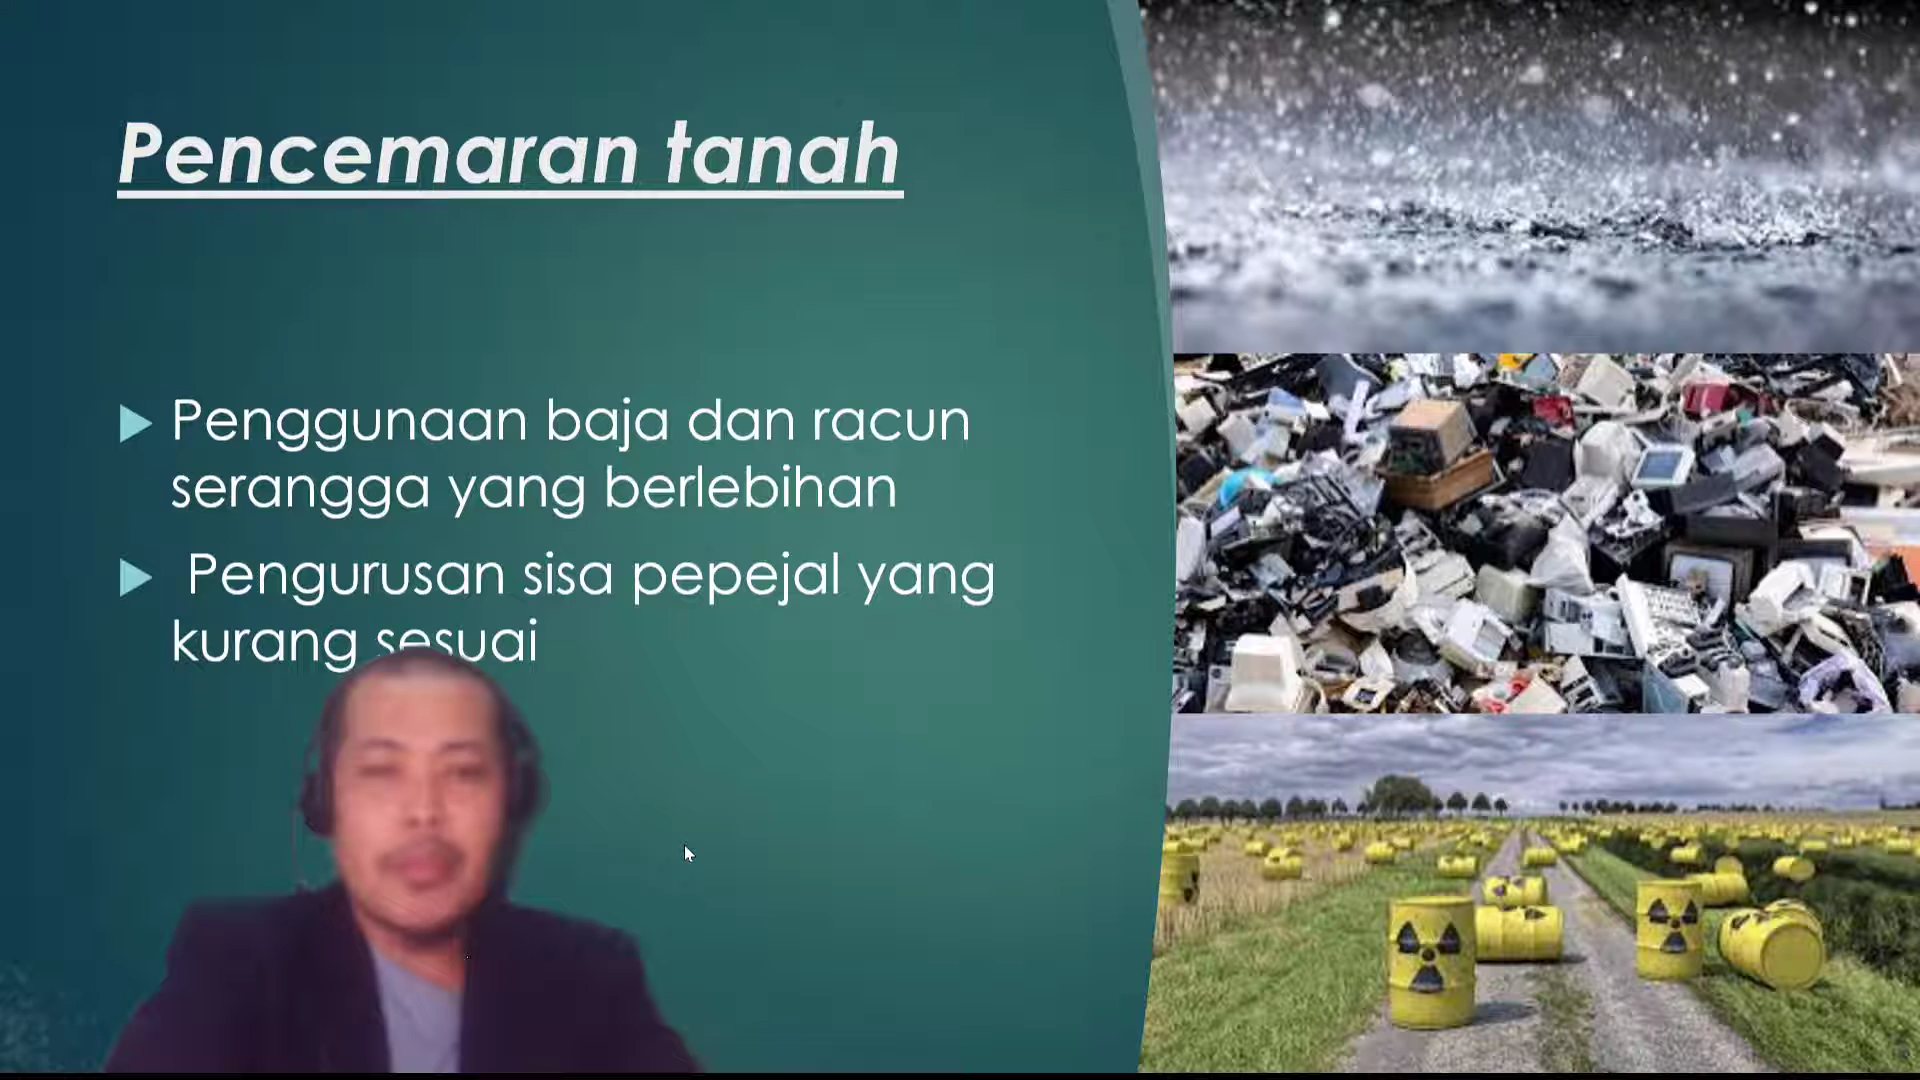 Pencemaran tanah
Penggunaan baja dan racun
serangga yang berlebihan
Pengurusan sisa pepejal yang
kurang sesuai